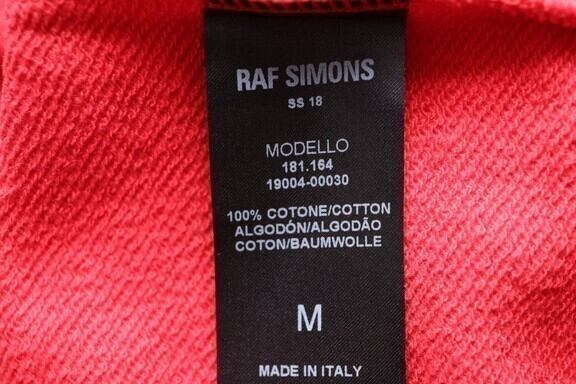 RAF SIMONS
SS 18
MODELLO
181.164
19004-00030
100% COTONE/COTTON
ALGODÓN/ALGODÃO
COTON/BAUMWOLLE
M
MADE IN ITALY